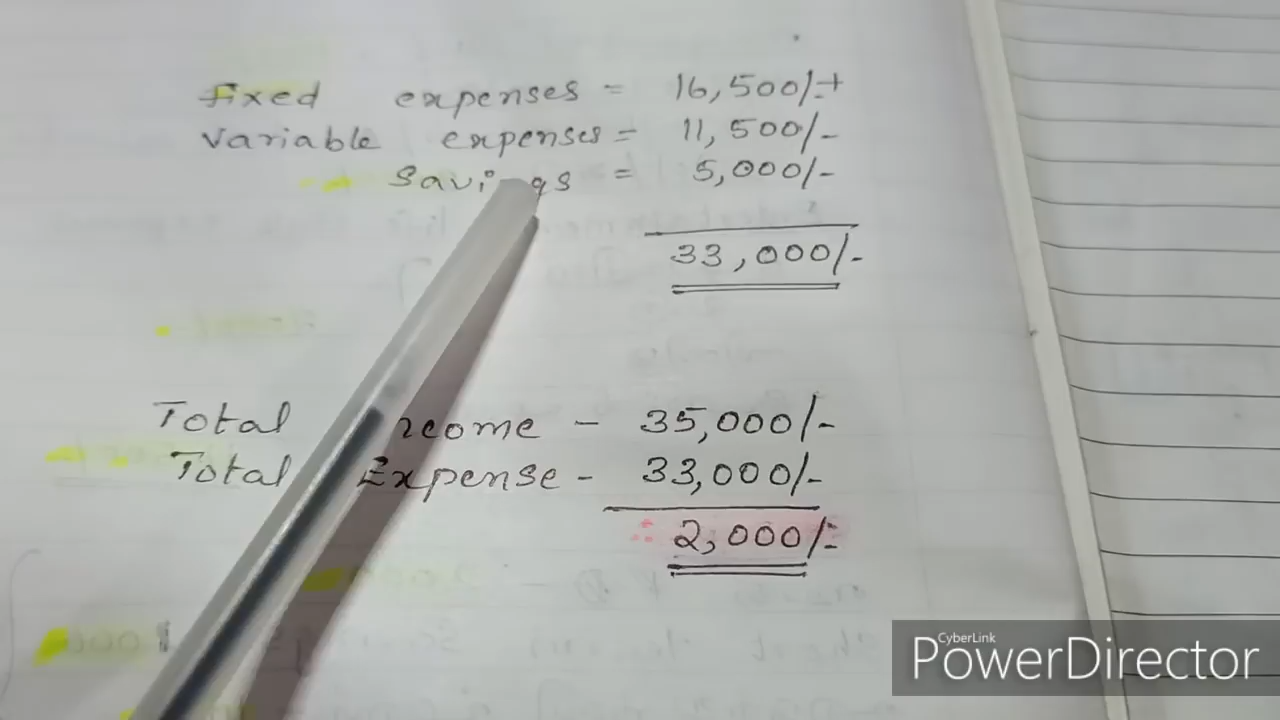 fixed expenses = 16,500/-+
Variable expenses = 11,500/-
= 5,000/-
33,000/-
Total - 35,000/-
Total Expense - 33,000/-
∴ 2,000/-
CyberLink
PowerDirector